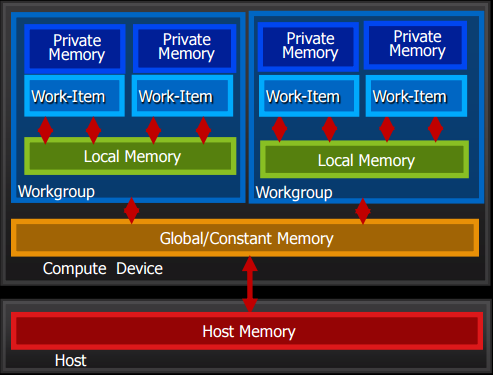 Private
Memory
Private
Memory
Private
Memory
Private
Memory
Work-Item
Work-Item
Work-Item
Work-Item
Local Memory
Local Memory
Workgroup
Workgroup
Global/Constant Memory
Compute Device
Host Memory
Host